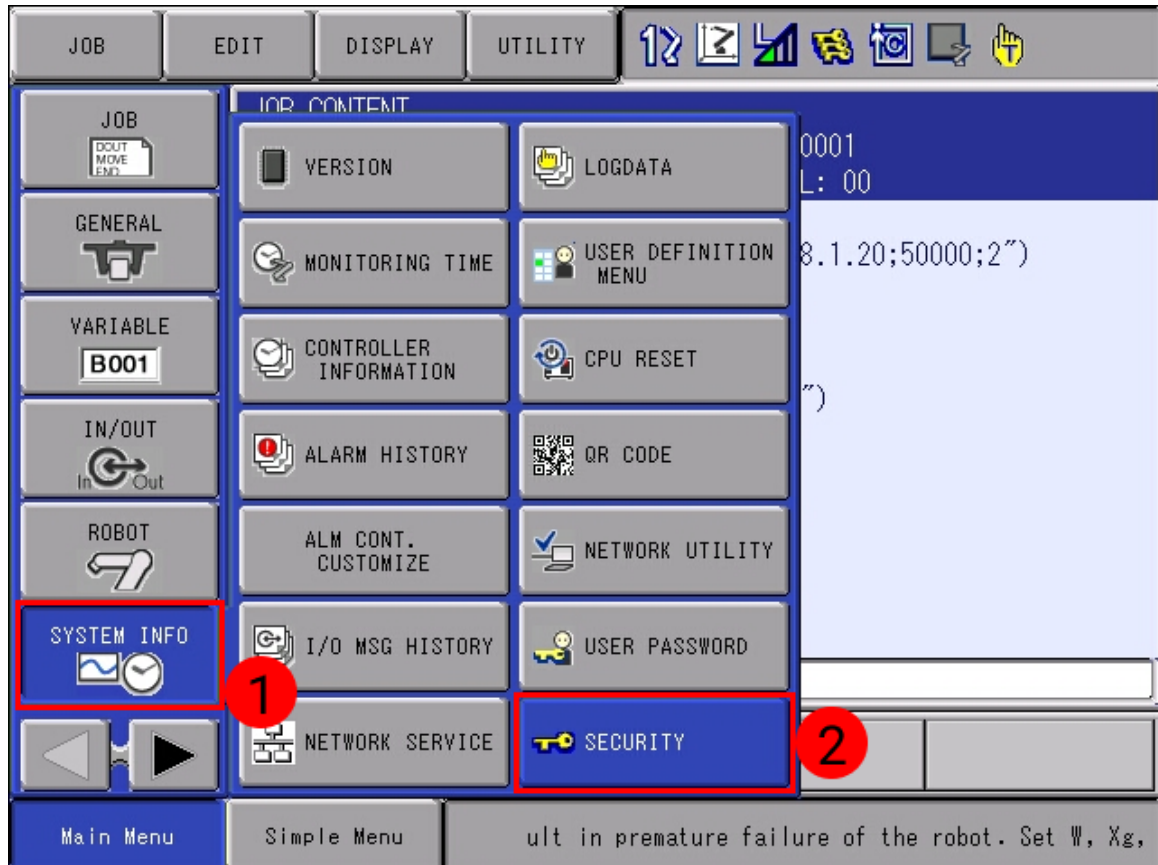 JOB
EDIT
DISPLAY
UTILITY
JOB
DOUT
MOVE
END
GENERAL
VARIABLE
B001
IN/OUT
In
Out
ROBOT
SYSTEM INFO
1
JOB CONTENT
0001
L: 00
8.1.20;50000;2")
")
VERSION
LOGDATA
MONITORING TIME
USER DEFINITION
MENU
CONTROLLER
INFORMATION
CPU RESET
ALARM HISTORY
QR CODE
ALM CONT.
CUSTOMIZE
NETWORK UTILITY
I/O MSG HISTORY
USER PASSWORD
NETWORK SERVICE
SECURITY
2
Main Menu
Simple Menu
ult in premature failure of the robot. Set W, Xg,